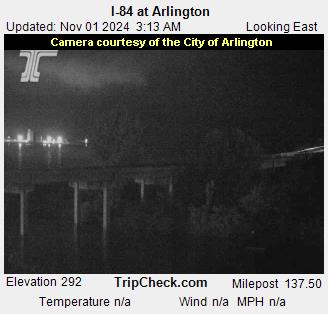 I-84 at Arlington
Updated: Nov 01 2024 3:13 AM Looking East
Camera courtesy of the City of Arlington
Elevation 292 TripCheck.com Milepost 137.50
Temperature n/a Wind n/a MPH n/a